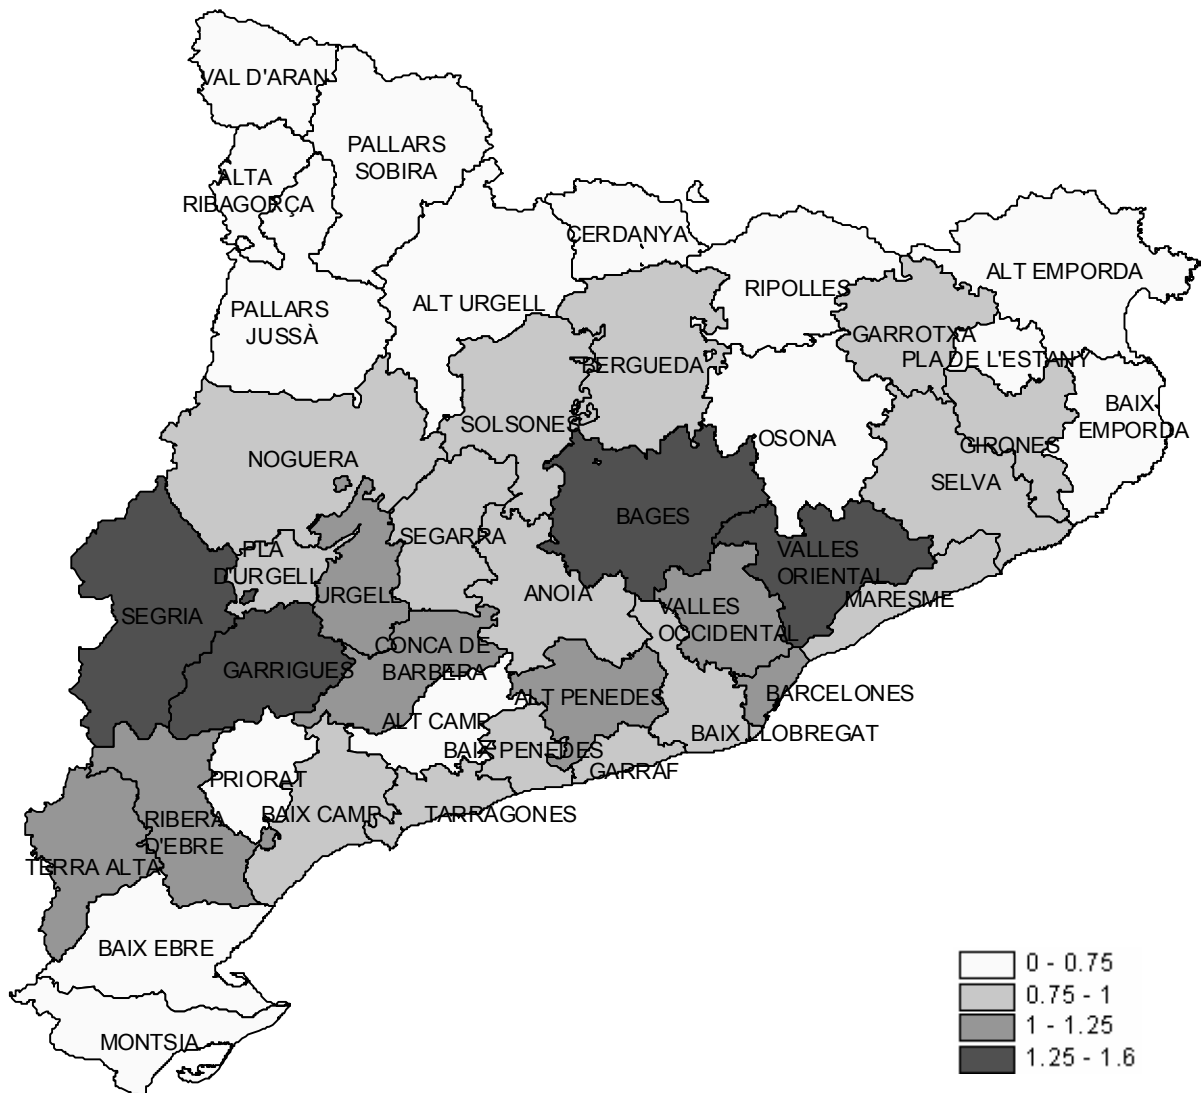 VAL D'ARAN
PALLARS
SOBIRA
ALTA
RIBAGORÇA
CERDANYA
ALT EMPORDA
RIPOLLES
ALT URGELL
PALLARS
JUSSÀ
GARROTXA
PLA DE L'ESTANY
BERGUEDA
BAIX
EMPORDA
SOLSONES
OSONA
GIRONES
NOGUERA
SELVA
BAGES
SEGARRA
PLA
D'URGELL
VALLES
ORIENTAL
URGELL
ANOIA
MARESME
SEGRIA
VALLES
OCCIDENTAL
CONCA DE
BARBERA
GARRIGUES
ALT PENEDES
BARCELONES
ALT CAMP
BAIX LLOBREGAT
BAIX PENEDES
GARRAF
PRIORAT
RIBERA
D'EBRE
BAIX CAMP
TARRAGONES
TERRA ALTA
BAIX EBRE
MONTSIA
0 - 0.75
0.75 - 1
1 - 1.25
1.25 - 1.6